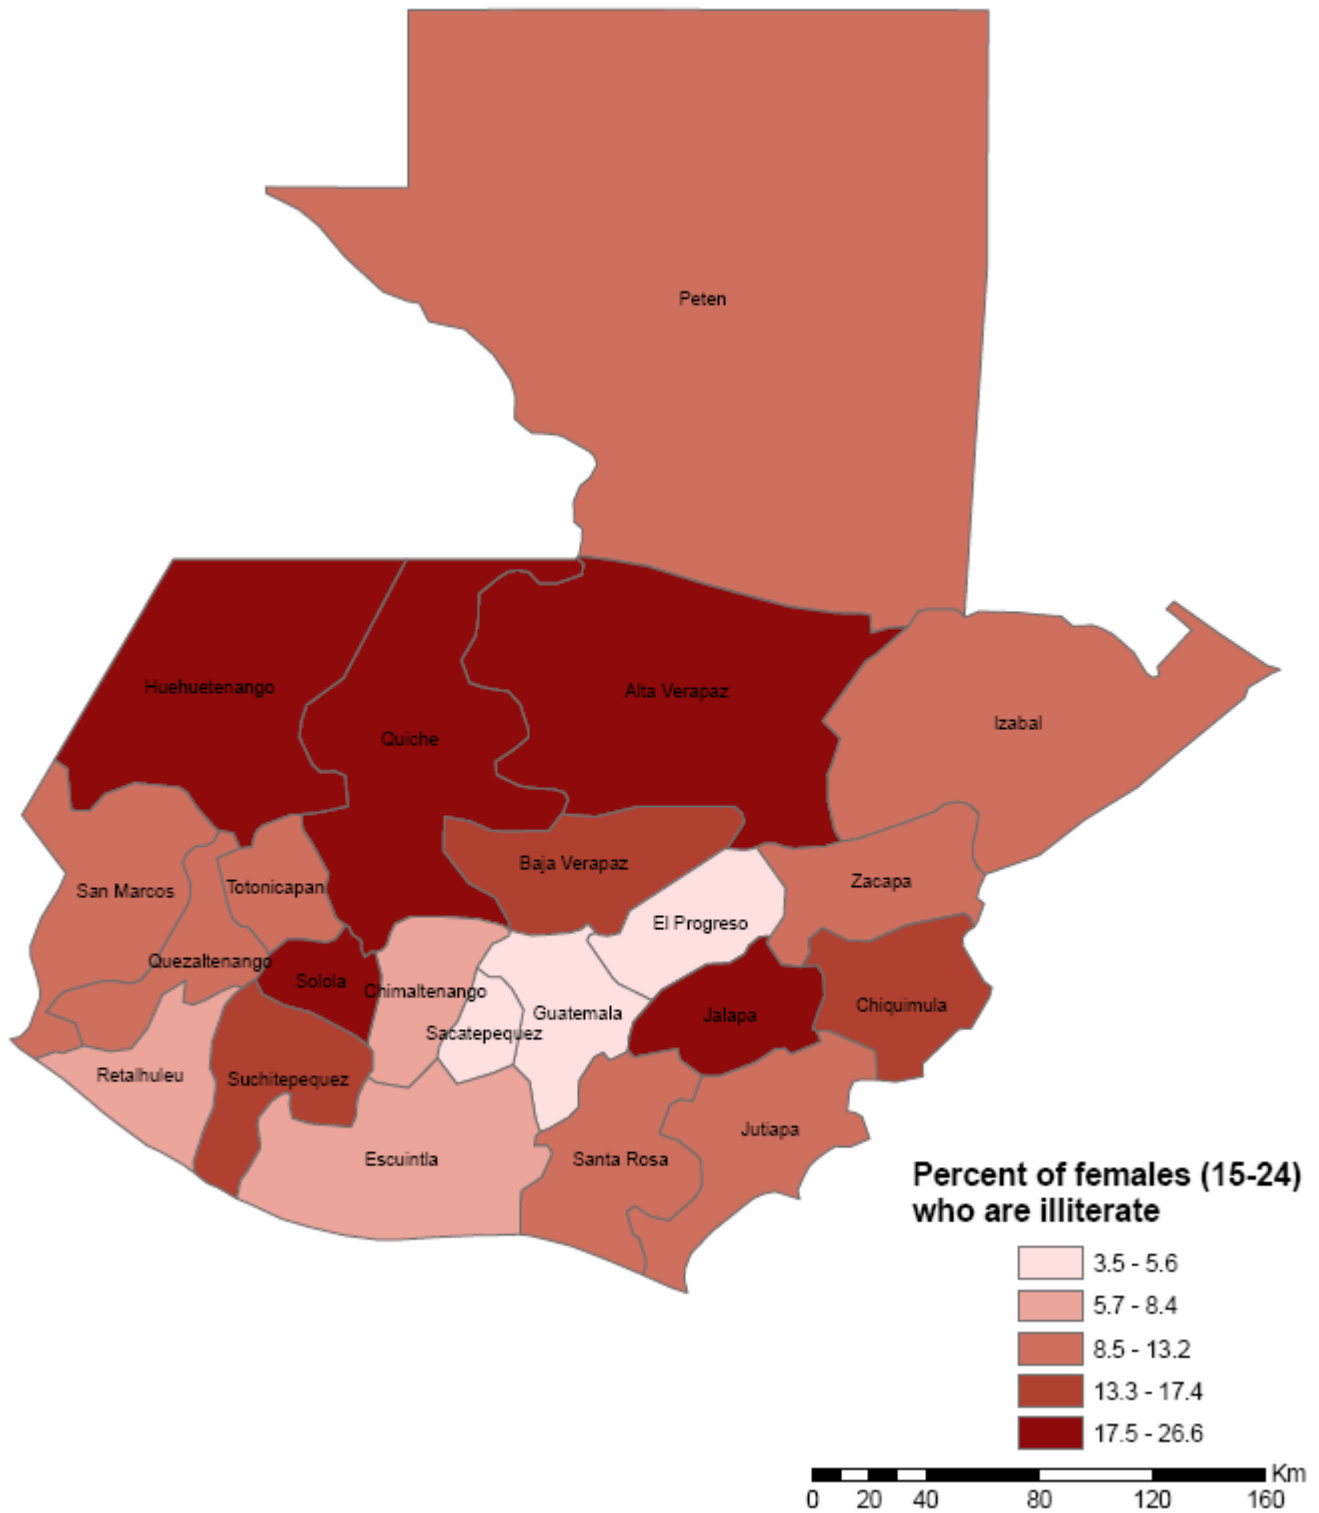 Peten
Huehuetenango
Alta Verapaz
Izabal
Quiche
Baja Verapaz
Zacapa
San Marcos
Totonicapan
El Progreso
Quezaltenango
Solola
Chimaltenango
Chiquimula
Guatemala
Jalapa
Sacatepequez
Retalhuleu
Suchitepequez
Jutiapa
Escuintla
Santa Rosa
Percent of females (15-24)
who are illiterate
3.5 - 5.6
5.7 - 8.4
8.5 - 13.2
13.3 - 17.4
17.5 - 26.6
Km
0 20 40 80 120 160